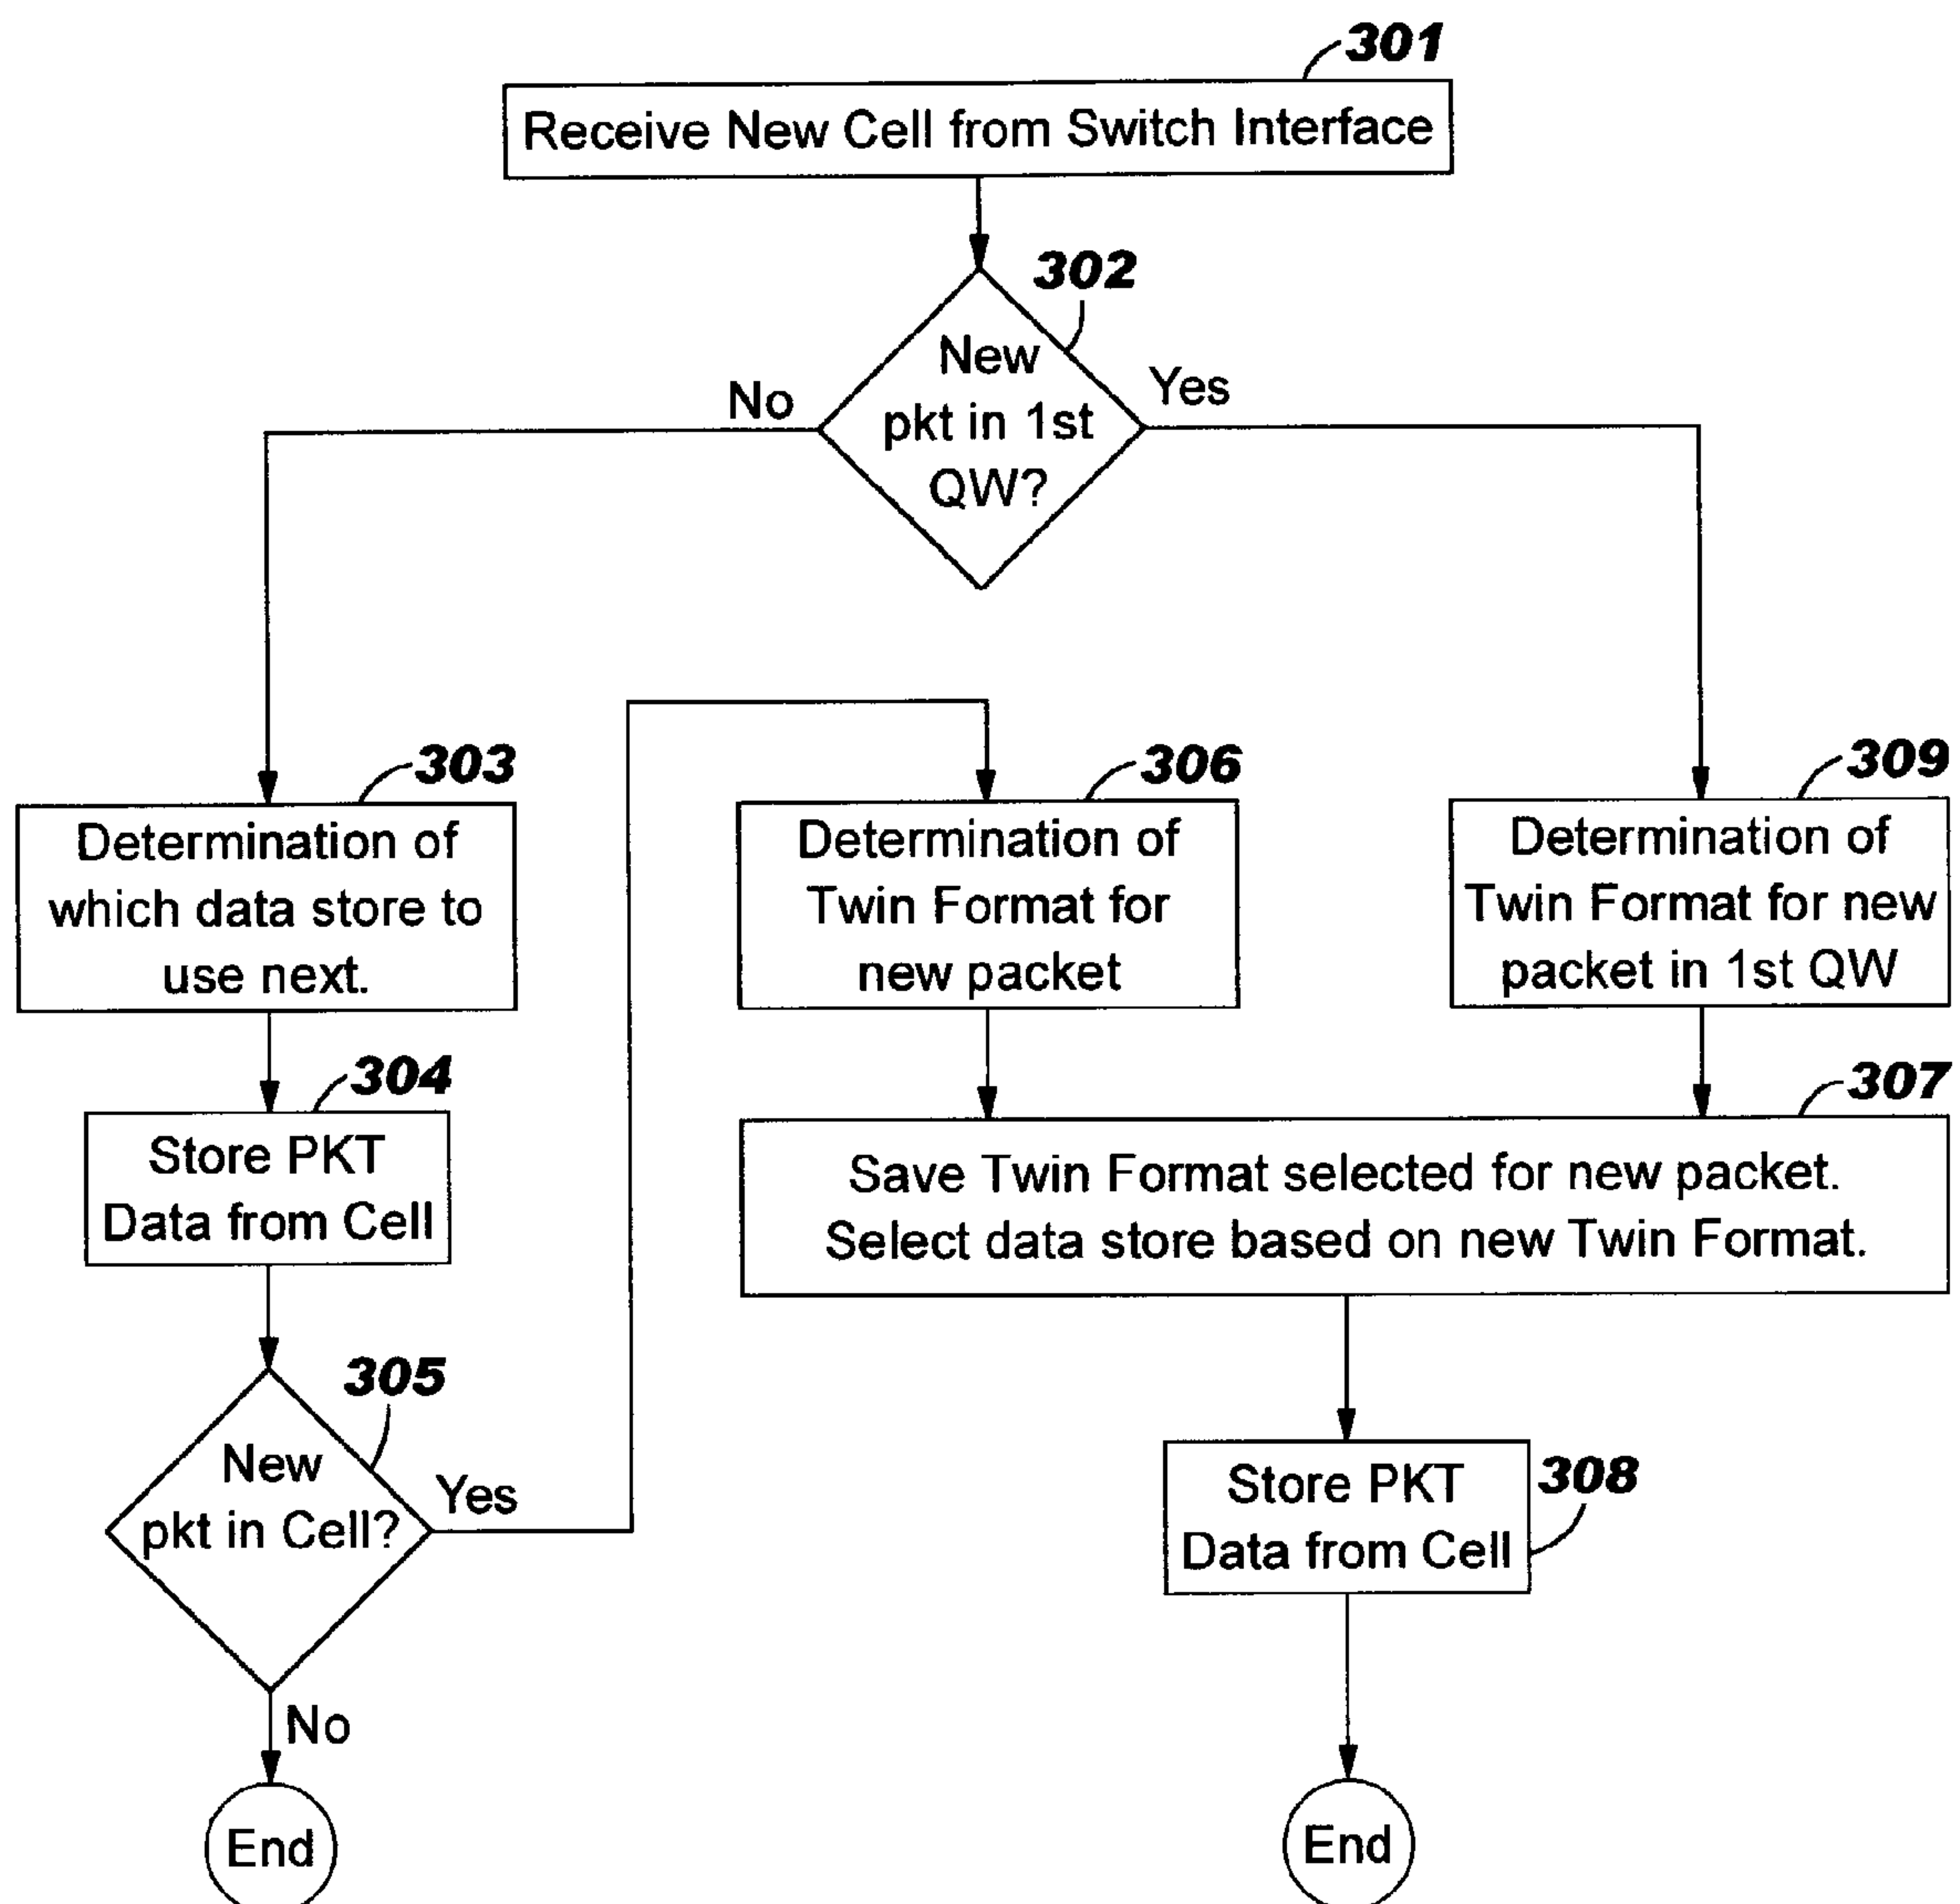 301
Receive New Cell from Switch Interface
302
New
pkt in 1st
QW?
No
Yes
303
Determination of
which data store to
use next.
306
Determination of
Twin Format for
new packet
309
Determination of
Twin Format for new
packet in 1st QW
304
Store PKT
Data from Cell
307
Save Twin Format selected for new packet.
Select data store based on new Twin Format.
305
New
pkt in Cell?
Yes
No
End
308
Store PKT
Data from Cell
End